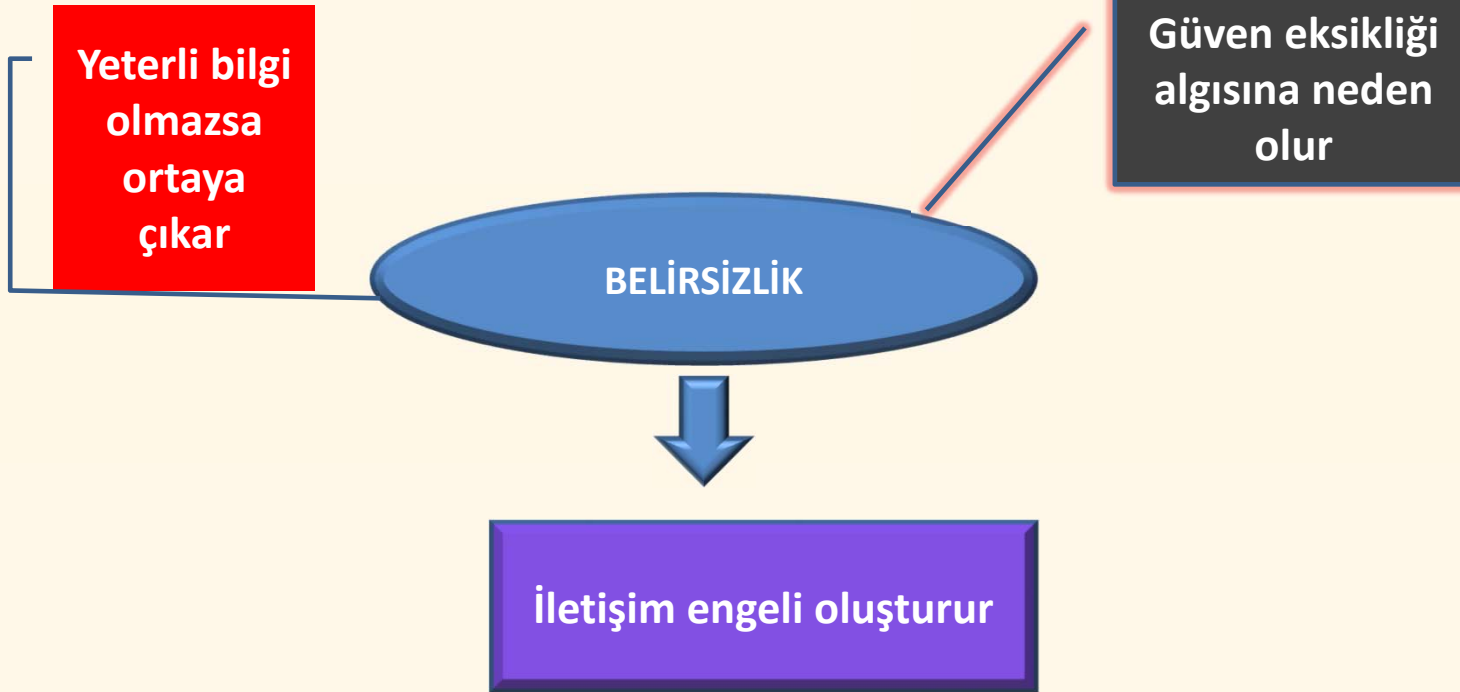 Yeterli bilgi
olmazsa
ortaya
çıkar
Güven eksikliği
algısına neden
olur
BELİRSİZLİK
İletişim engeli oluşturur